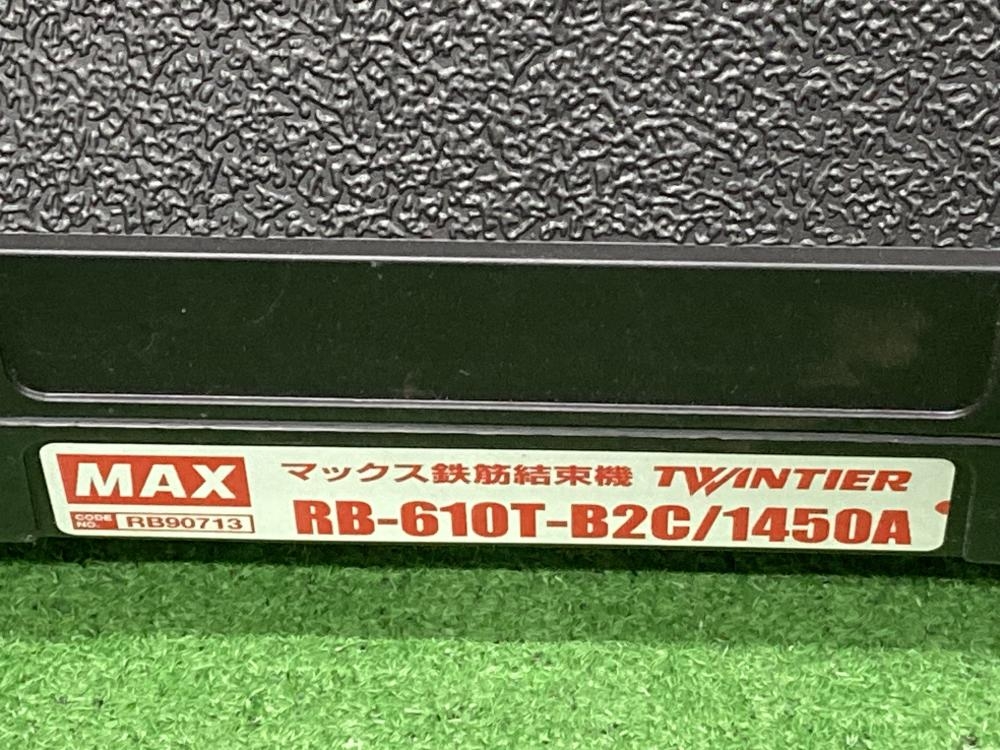 MAX
マックス鉄筋結束機 TWINTIER
CODE NO. RB90713
RB-610T-B2C/1450A